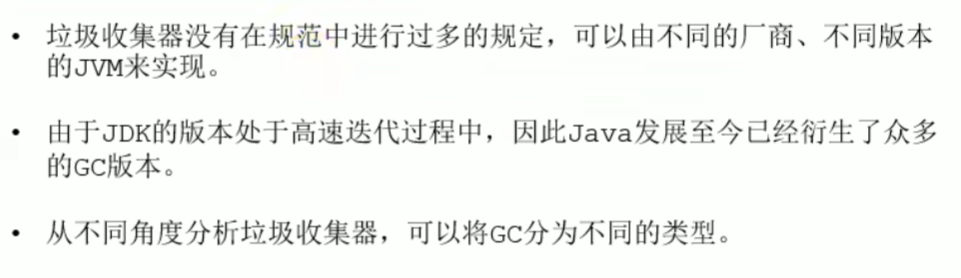 • 垃圾收集器没有在规范中进行过多的规定，可以由不同的厂商、不同版本
的JVM来实现。
• 由于JDK的版本处于高速迭代过程中，因此Java发展至今已经衍生了众多
的GC版本。
• 从不同角度分析垃圾收集器，可以将GC分为不同的类型。